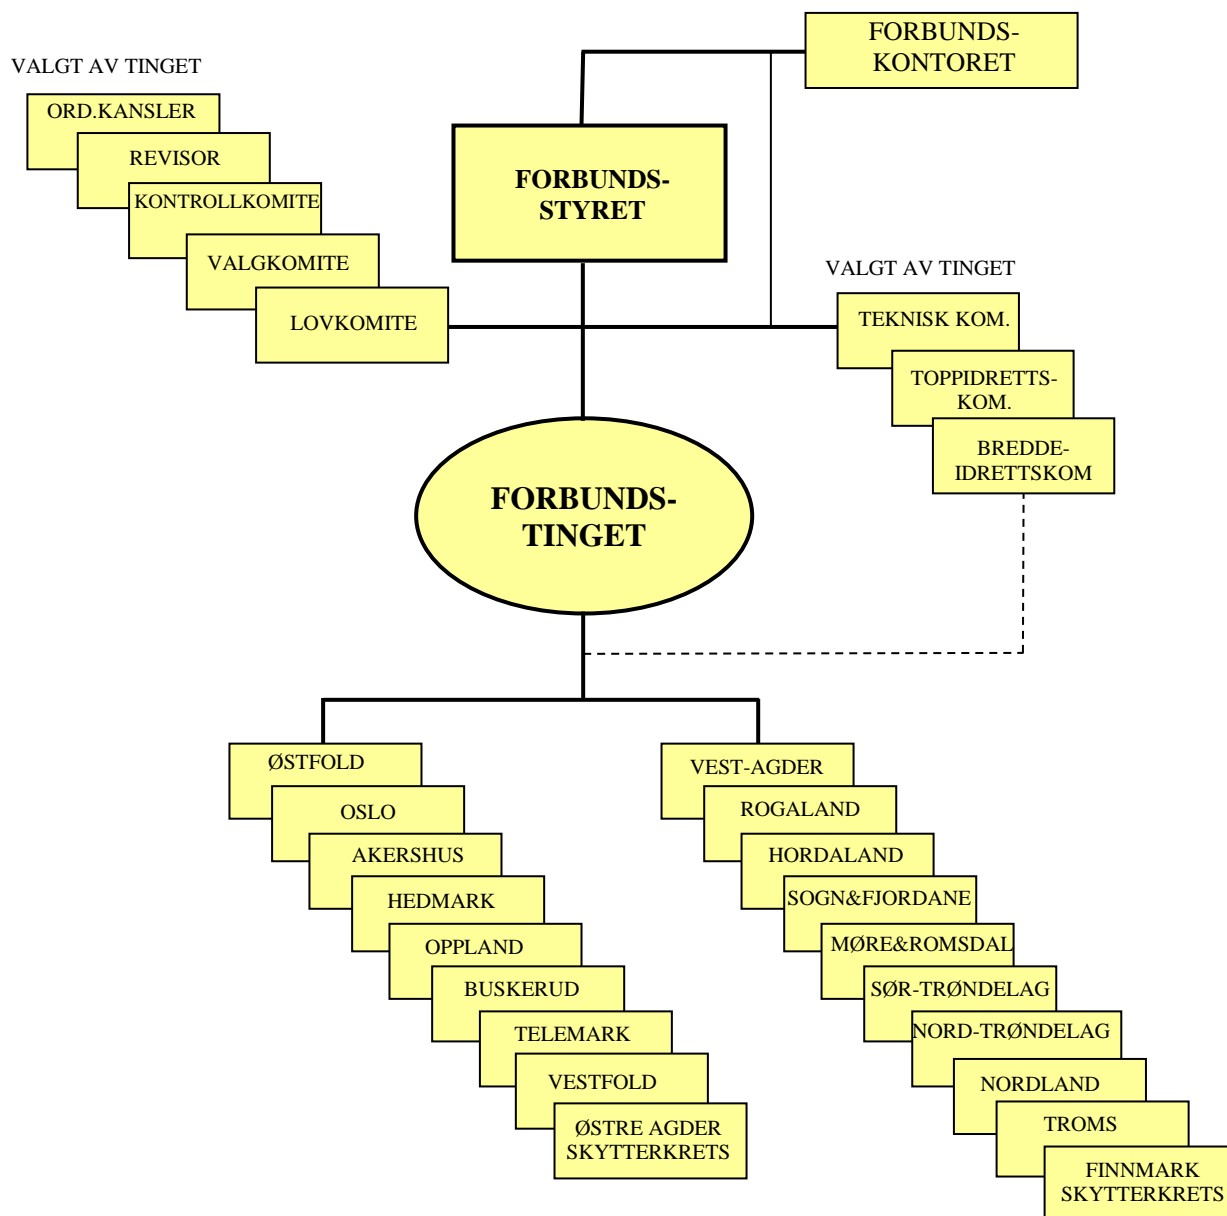 FORBUNDS-
KONTORET
VALGT AV TINGET
ORD.KANSLER
REVISOR
KONTROLLKOMITE
VALGKOMITE
LOVKOMITE
FORBUNDS-
STYRET
VALGT AV TINGET
TEKNISK KOM.
TOPPIDRETTS-
KOM.
BREDDE-
IDRETTSKOM
FORBUNDS-
TINGET
ØSTFOLD
OSLO
AKERSHUS
HEDMARK
OPPLAND
BUSKERUD
TELEMARK
VESTFOLD
ØSTRE AGDER
SKYTTERKRETS
VEST-AGDER
ROGALAND
HORDALAND
SOGN&FJORDANE
MØRE&ROMSDAL
SØR-TRØNDELAG
NORD-TRØNDELAG
NORDLAND
TROMS
FINNMARK
SKYTTERKRETS